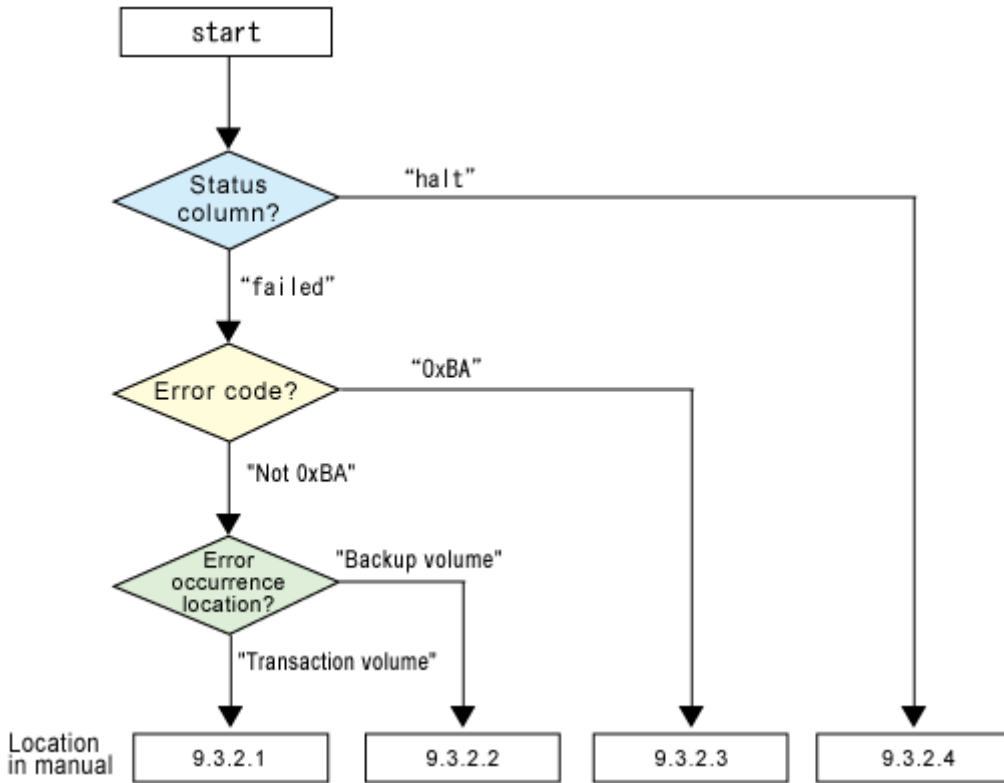 start
Status
column?
“halt”
“failed”
Error code?
“0xBA”
"Not 0xBA"
Error
occurrence
location?
"Backup volume"
"Transaction volume"
Location
in manual
9.3.2.1
9.3.2.2
9.3.2.3
9.3.2.4